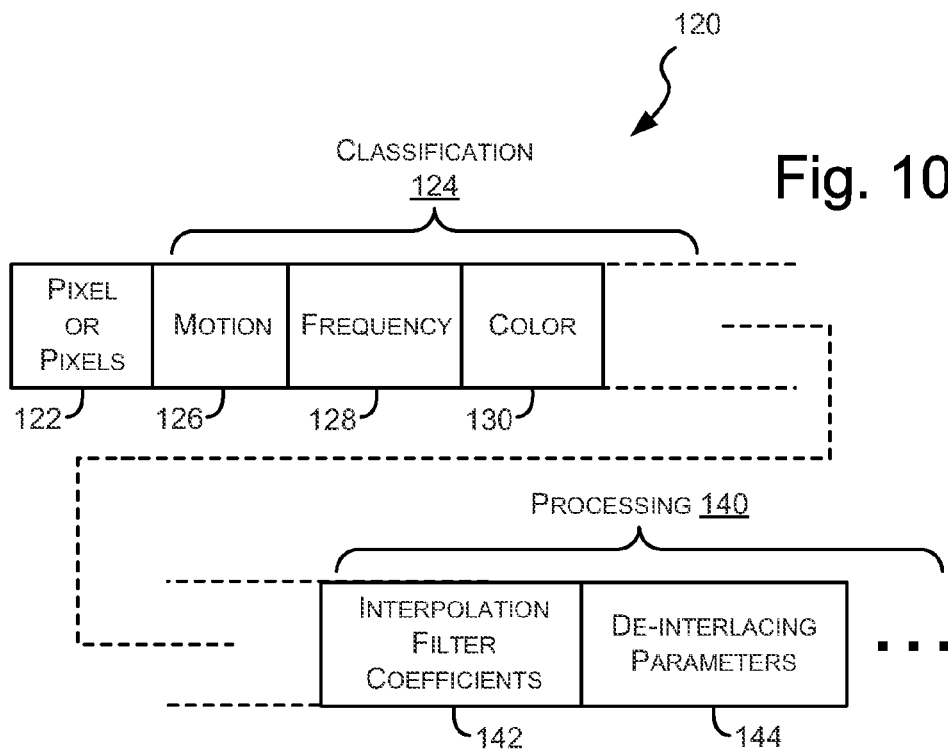 120
CLASSIFICATION
124
Fig. 10
PIXEL
OR
PIXELS
MOTION
FREQUENCY
COLOR
122
126
128
130
PROCESSING 140
INTERPOLATION
FILTER
COEFFICIENTS
DE-INTERLACING
PARAMETERS
...
142
144